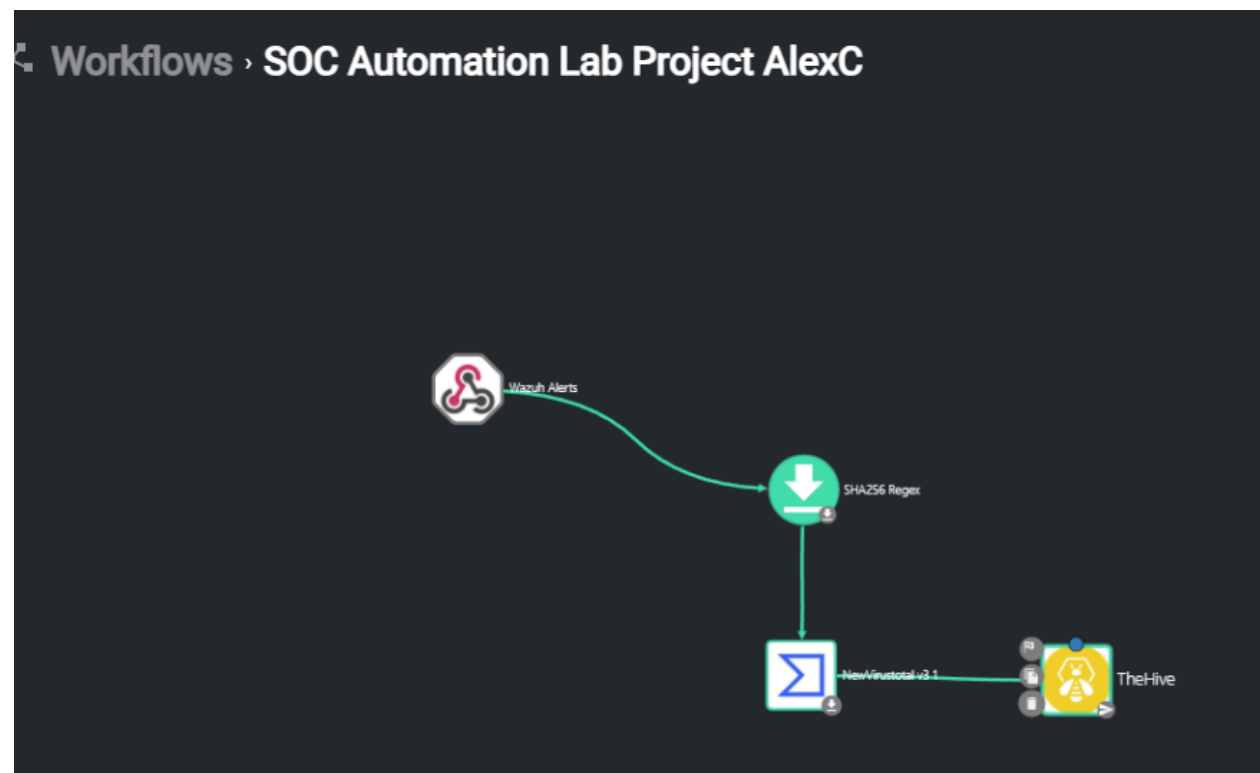 Workflows › SOC Automation Lab Project AlexC
Wazuh Alerts
SHA256 Regex
NewVirustotal v3 1
TheHive